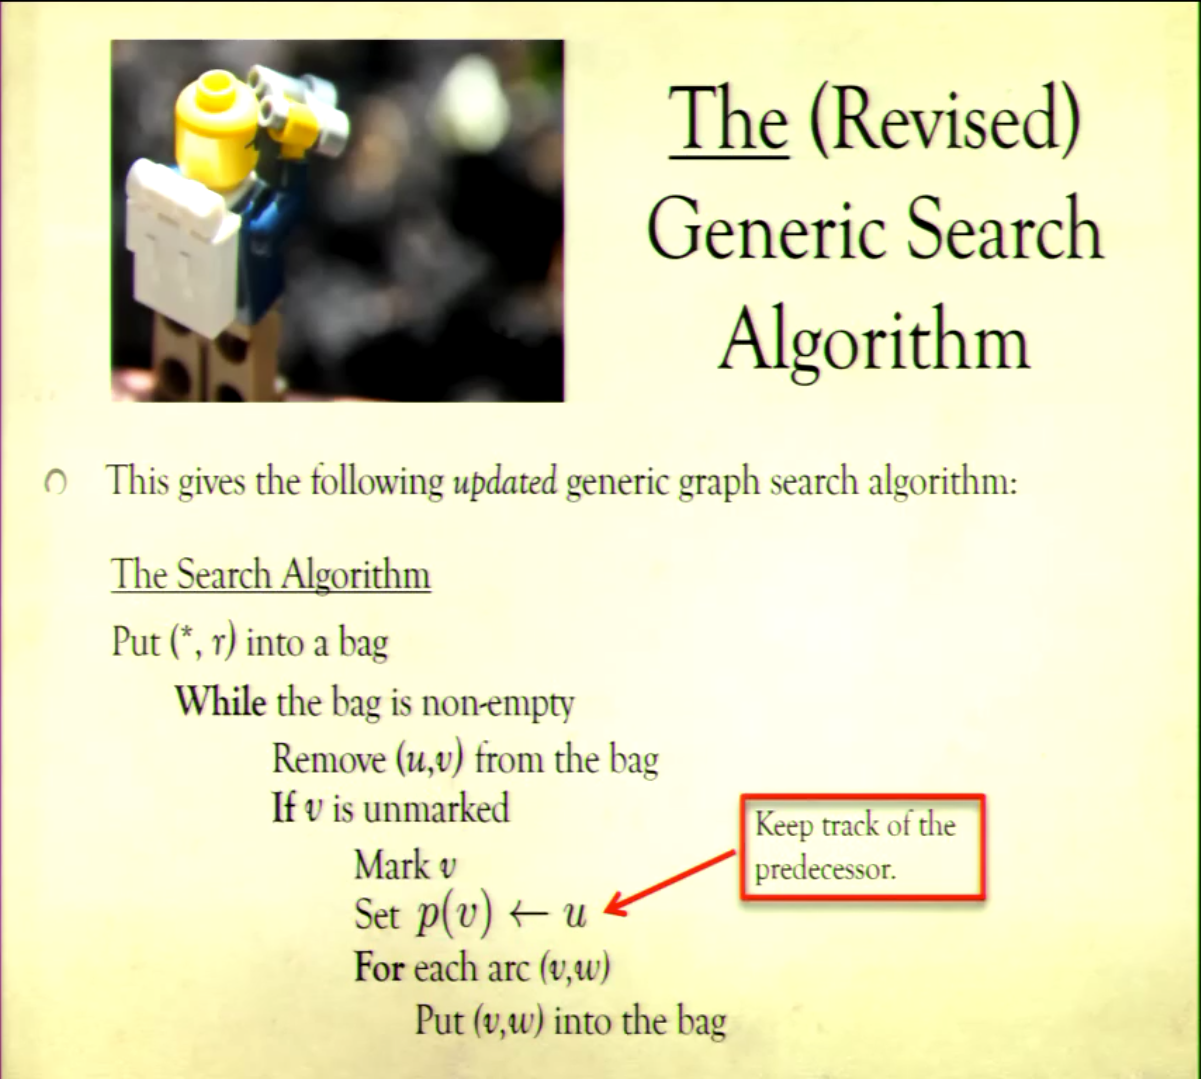 The (Revised)
Generic Search
Algorithm
This gives the following updated generic graph search algorithm:
The Search Algorithm
Put (*, r) into a bag
While the bag is non-empty
Remove (u,v) from the bag
If v is unmarked
Mark v
Set p(v) ← u
For each arc (v,w)
Put (v,w) into the bag
Keep track of the
predecessor.